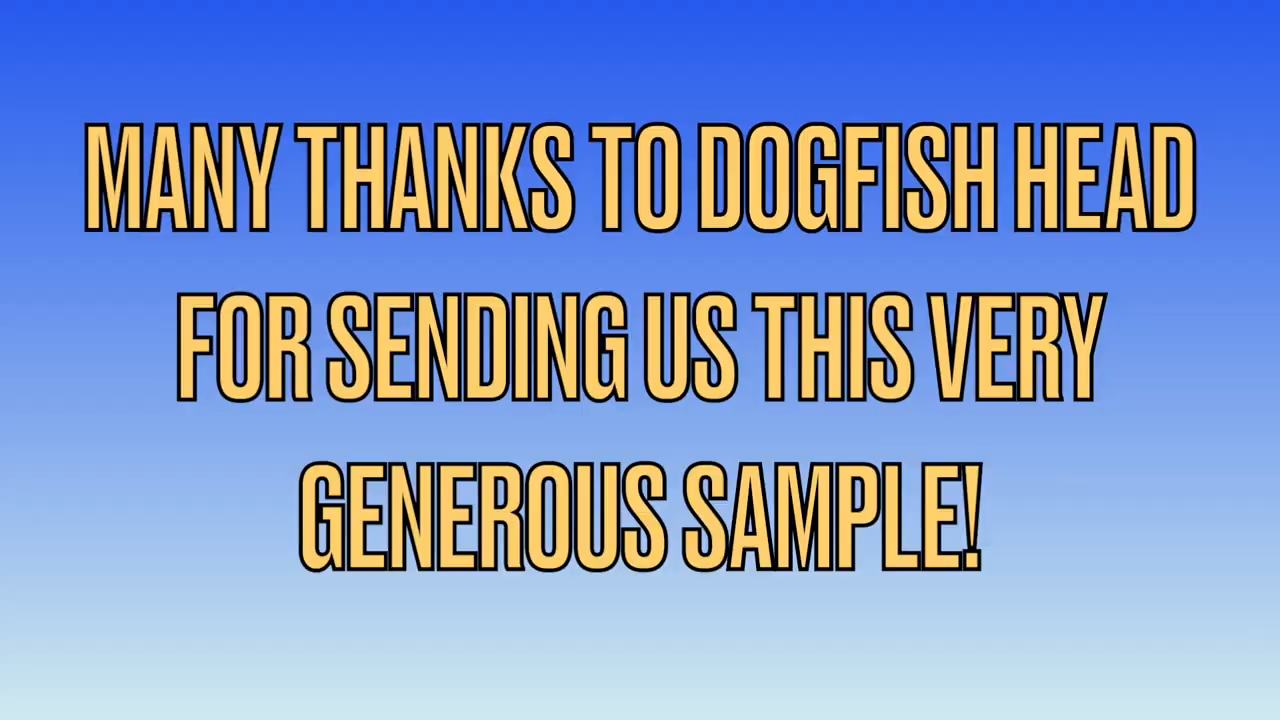 MANY THANKS TO DOGFISH HEAD
FOR SENDING US THIS VERY
GENEROUS SAMPLE!